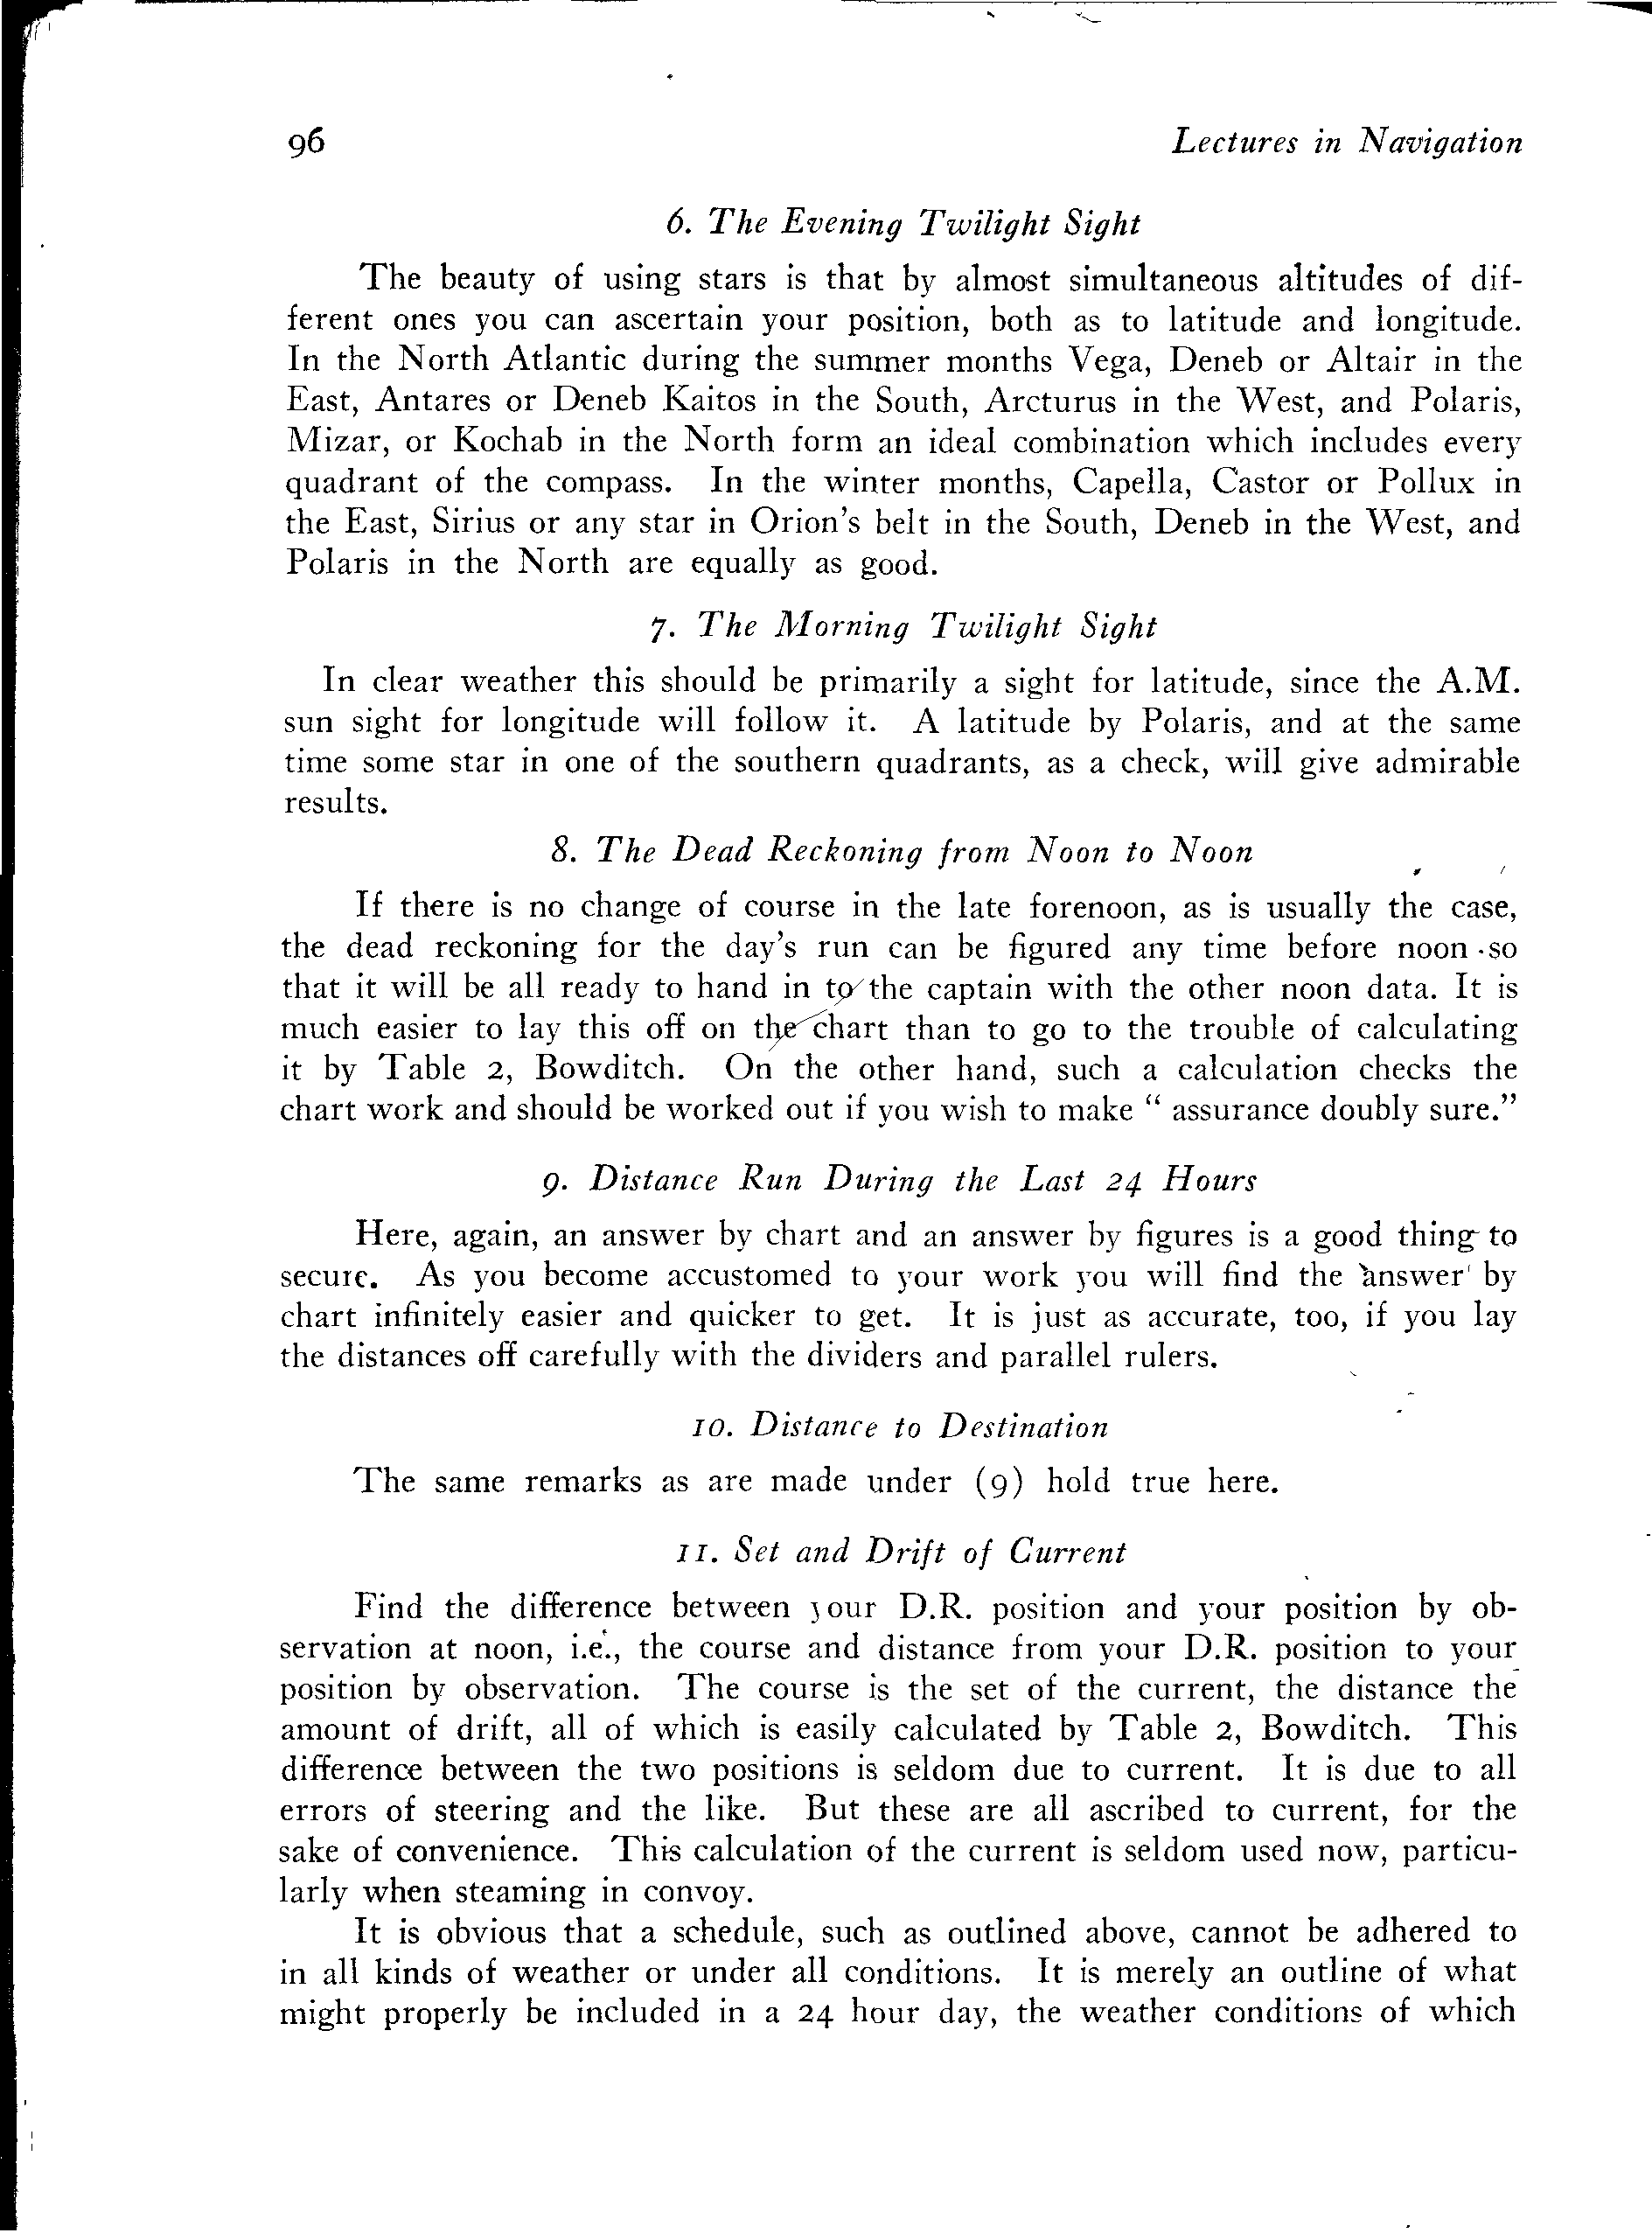 96 Lectures in Navigation
6. The Evening Twilight Sight
The beauty of using stars is that by almost simultaneous altitudes of dif-
ferent ones you can ascertain your position, both as to latitude and longitude.
In the North Atlantic during the summer months Vega, Deneb or Altair in the
East, Antares or Deneb Kaitos in the South, Arcturus in the West, and Polaris,
Mizar, or Kochab in the North form an ideal combination which includes every
quadrant of the compass. In the winter months, Capella, Castor or Pollux in
the East, Sirius or any star in Orion's belt in the South, Deneb in the West, and
Polaris in the North are equally as good.
7. The Morning Twilight Sight
In clear weather this should be primarily a sight for latitude, since the A.M.
sun sight for longitude will follow it. A latitude by Polaris, and at the same
time some star in one of the southern quadrants, as a check, will give admirable
results.
8. The Dead Reckoning from Noon to Noon
If there is no change of course in the late forenoon, as is usually the case,
the dead reckoning for the day's run can be figured any time before noon so
that it will be all ready to hand in to the captain with the other noon data. It is
much easier to lay this off on the chart than to go to the trouble of calculating
it by Table 2, Bowditch. On the other hand, such a calculation checks the
chart work and should be worked out if you wish to make " assurance doubly sure."
9. Distance Run During the Last 24 Hours
Here, again, an answer by chart and an answer by figures is a good thing to
secure. As you become accustomed to your work you will find the answer by
chart infinitely easier and quicker to get. It is just as accurate, too, if you lay
the distances off carefully with the dividers and parallel rulers.
10. Distance to Destination
The same remarks as are made under (9) hold true here.
11. Set and Drift of Current
Find the difference between your D.R. position and your position by ob-
servation at noon, i.e., the course and distance from your D.R. position to your
position by observation. The course is the set of the current, the distance the
amount of drift, all of which is easily calculated by Table 2, Bowditch. This
difference between the two positions is seldom due to current. It is due to all
errors of steering and the like. But these are all ascribed to current, for the
sake of convenience. This calculation of the current is seldom used now, particu-
larly when steaming in convoy.
It is obvious that a schedule, such as outlined above, cannot be adhered to
in all kinds of weather or under all conditions. It is merely an outline of what
might properly be included in a 24 hour day, the weather conditions of which